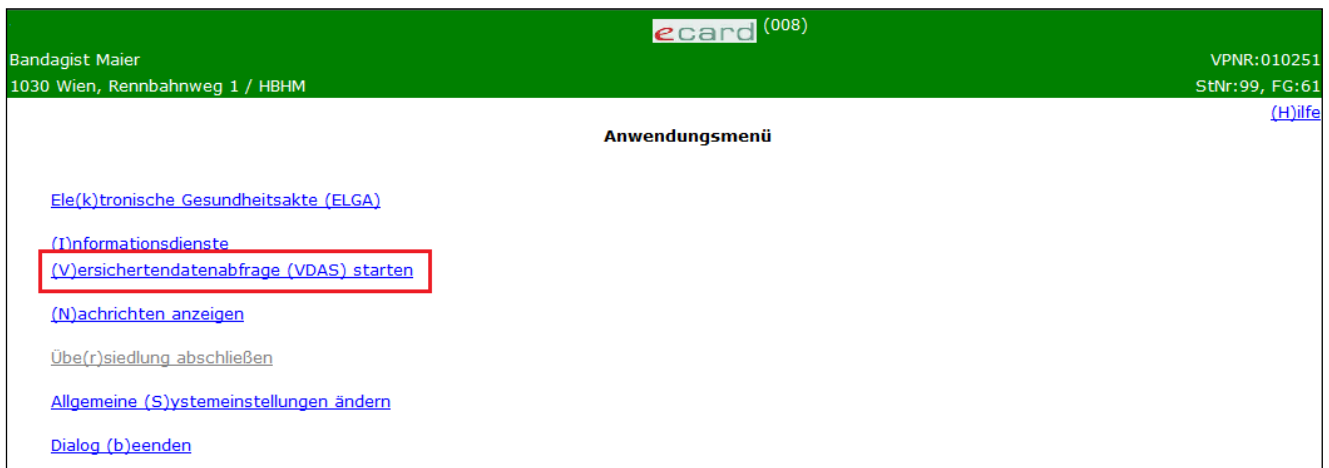 ecard (008)
Bandagist Maier VPNR:010251
1030 Wien, Rennbahnweg 1 / HBHM StNr:99, FG:61
(H)ilfe
Anwendungsmenü
Ele(k)tronische Gesundheitsakte (ELGA)
(I)nformationsdienste
(V)ersichertendatenabfrage (VDAS) starten
(N)achrichten anzeigen
Übe(r)siedlung abschließen
Allgemeine (S)ystemeinstellungen ändern
Dialog (b)eenden